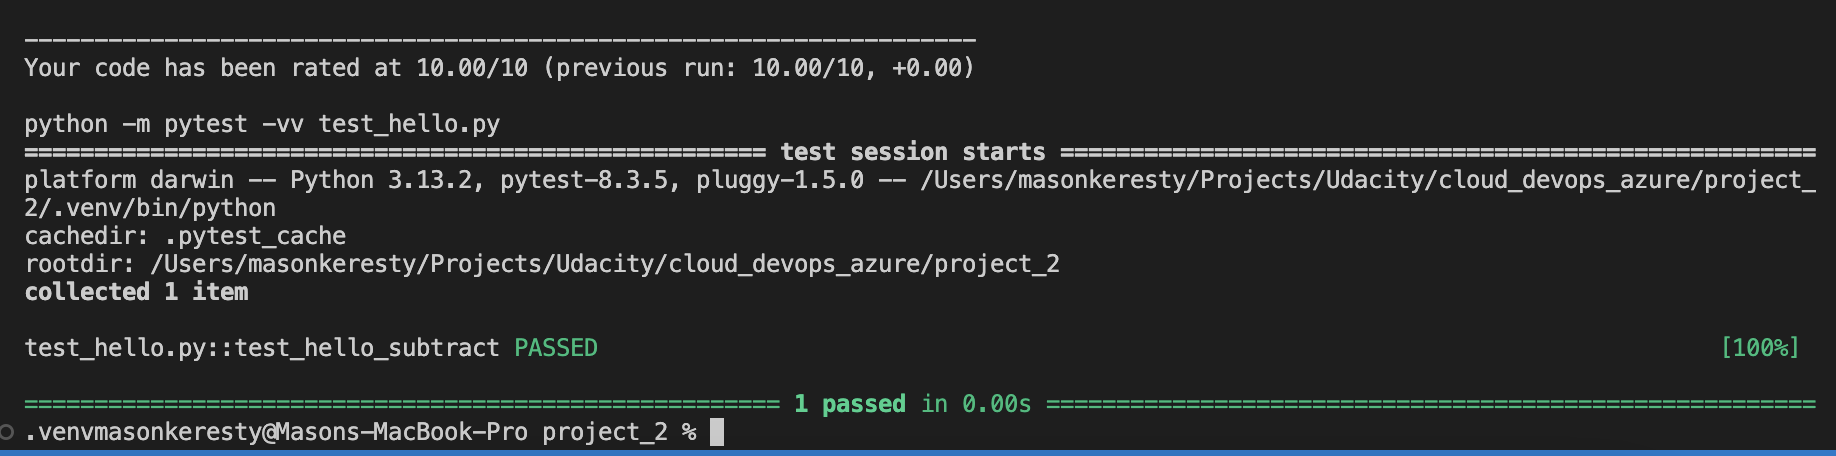 --------------------------------------------------------------------
Your code has been rated at 10.00/10 (previous run: 10.00/10, +0.00)
python -m pytest -vv test_hello.py
===================================================== test session starts ======================================================
platform darwin -- Python 3.13.2, pytest-8.3.5, pluggy-1.5.0 -- /Users/masonkeresty/Projects/Udacity/cloud_devops_azure/project_
2/.venv/bin/python
cachedir: .pytest_cache
rootdir: /Users/masonkeresty/Projects/Udacity/cloud_devops_azure/project_2
collected 1 item
test_hello.py::test_hello_subtract PASSED [100%]
====================================================== 1 passed in 0.00s =======================================================
.venvmasonkeresty@Masons-MacBook-Pro project_2 %